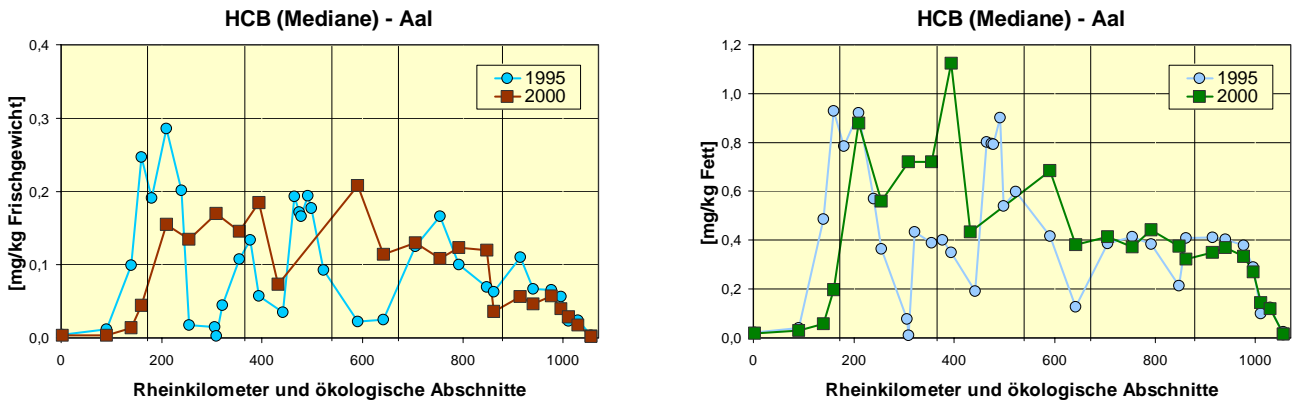 HCB (Mediane) - Aal
[mg/kg Frischgewicht]
0,4
0,3
0,2
0,1
0,0
1995
2000
0 200 400 600 800 1000
Rheinkilometer und ökologische Abschnitte
HCB (Mediane) - Aal
[mg/kg Fett]
1,2
1,0
0,8
0,6
0,4
0,2
0,0
1995
2000
0 200 400 600 800 1000
Rheinkilometer und ökologische Abschnitte